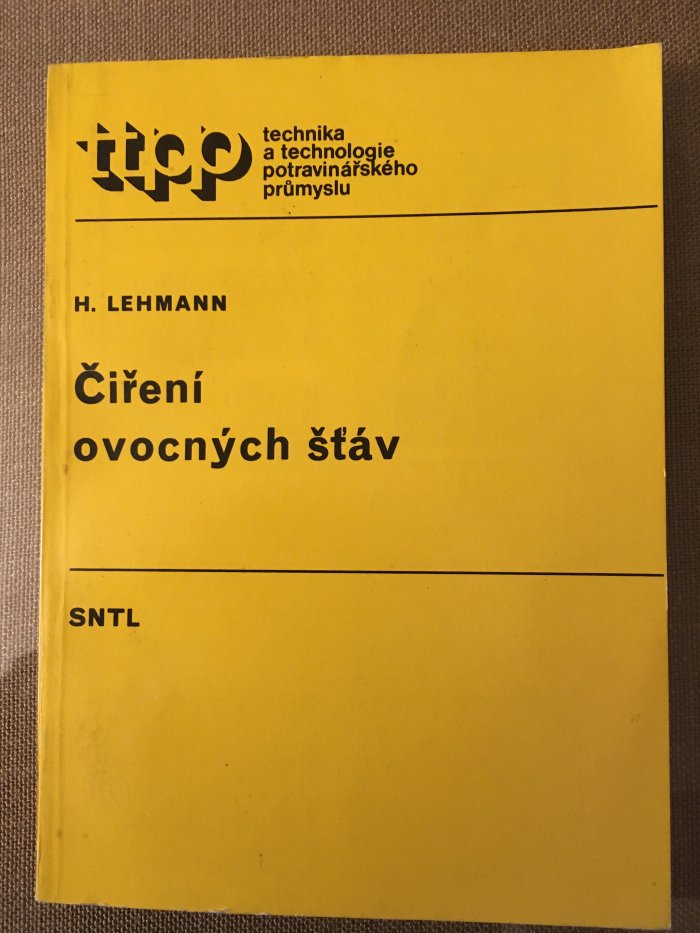 ttpp
technika
a technologie
potravinářského
průmyslu
H. LEHMANN
Čiření
ovocných šťáv
SNTL